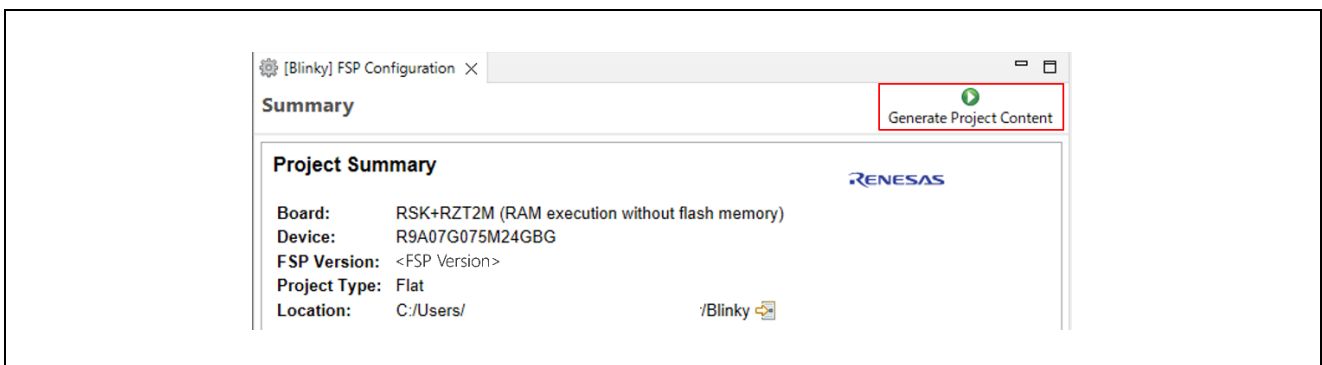 [Blinky] FSP Configuration
Summary
Generate Project Content
Project Summary
RENESAS
Board: RSK+RZT2M (RAM execution without flash memory)
Device: R9A07G075M24GBG
FSP Version: <FSP Version>
Project Type: Flat
Location: C:/Users/ /Blinky